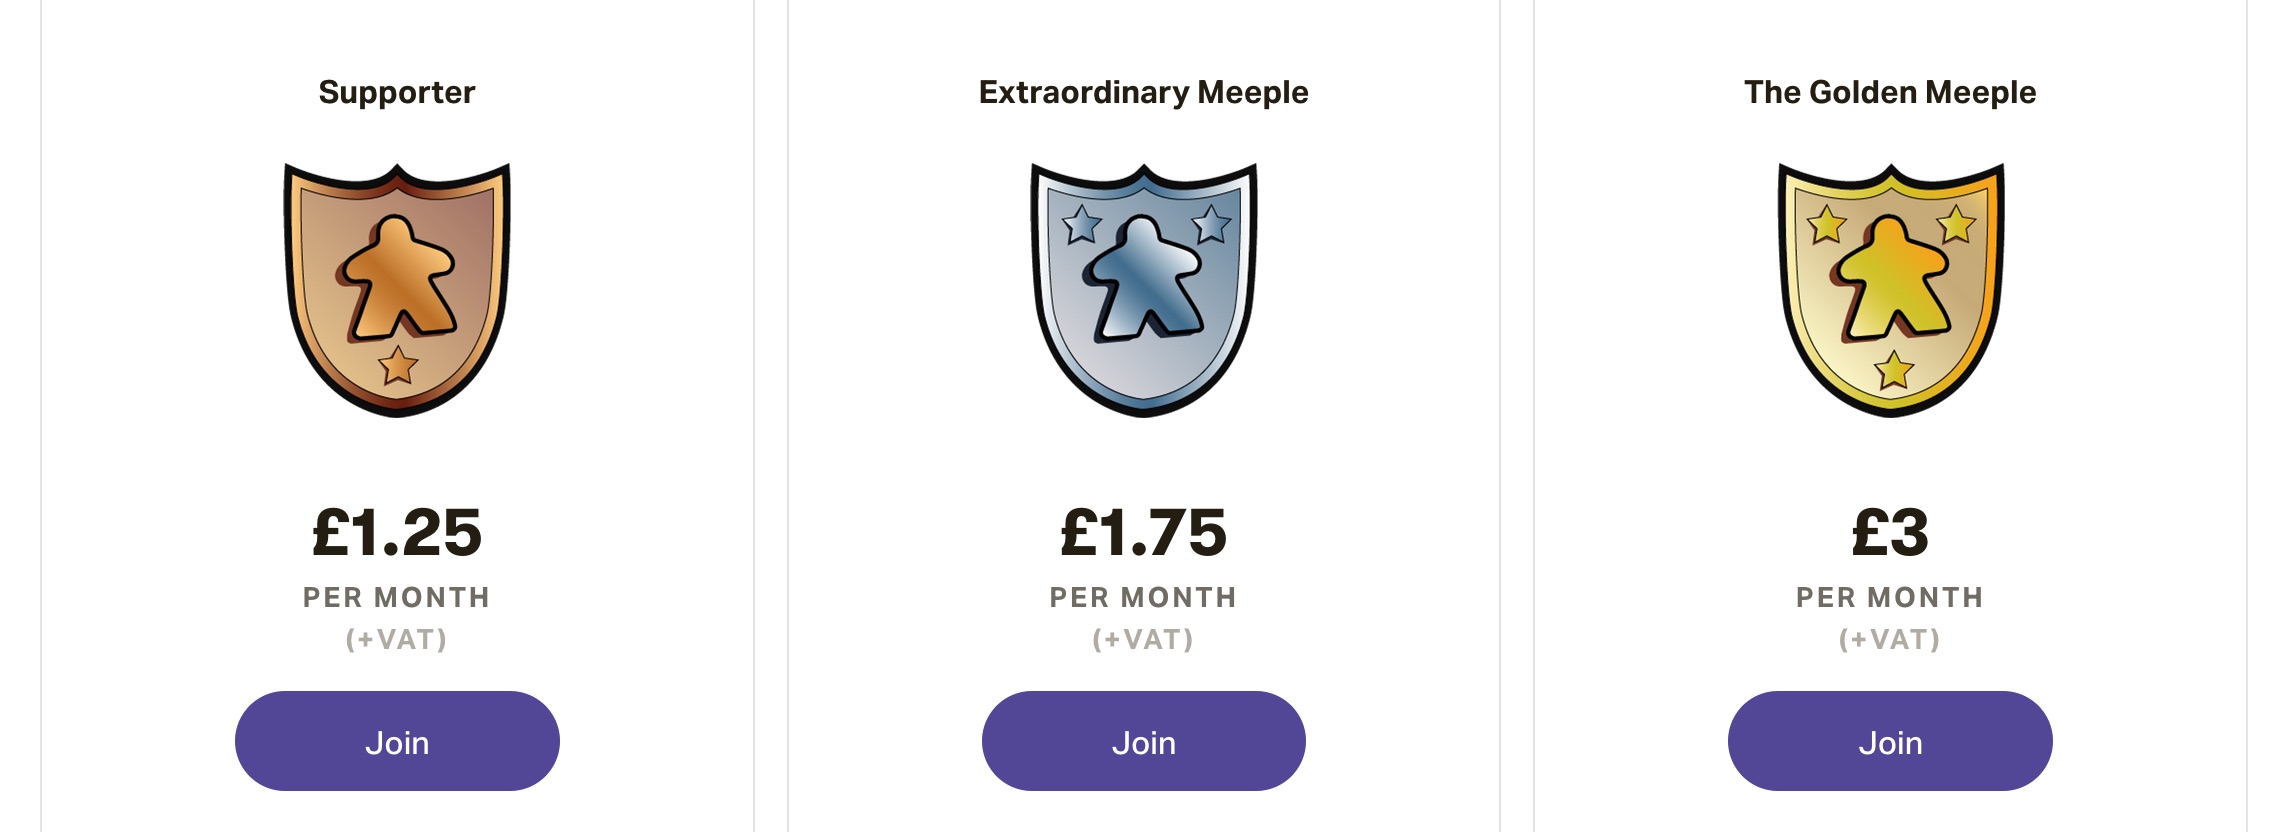 Supporter
£1.25
PER MONTH
(+VAT)
Join
Extraordinary Meeple
£1.75
PER MONTH
(+VAT)
Join
The Golden Meeple
£3
PER MONTH
(+VAT)
Join